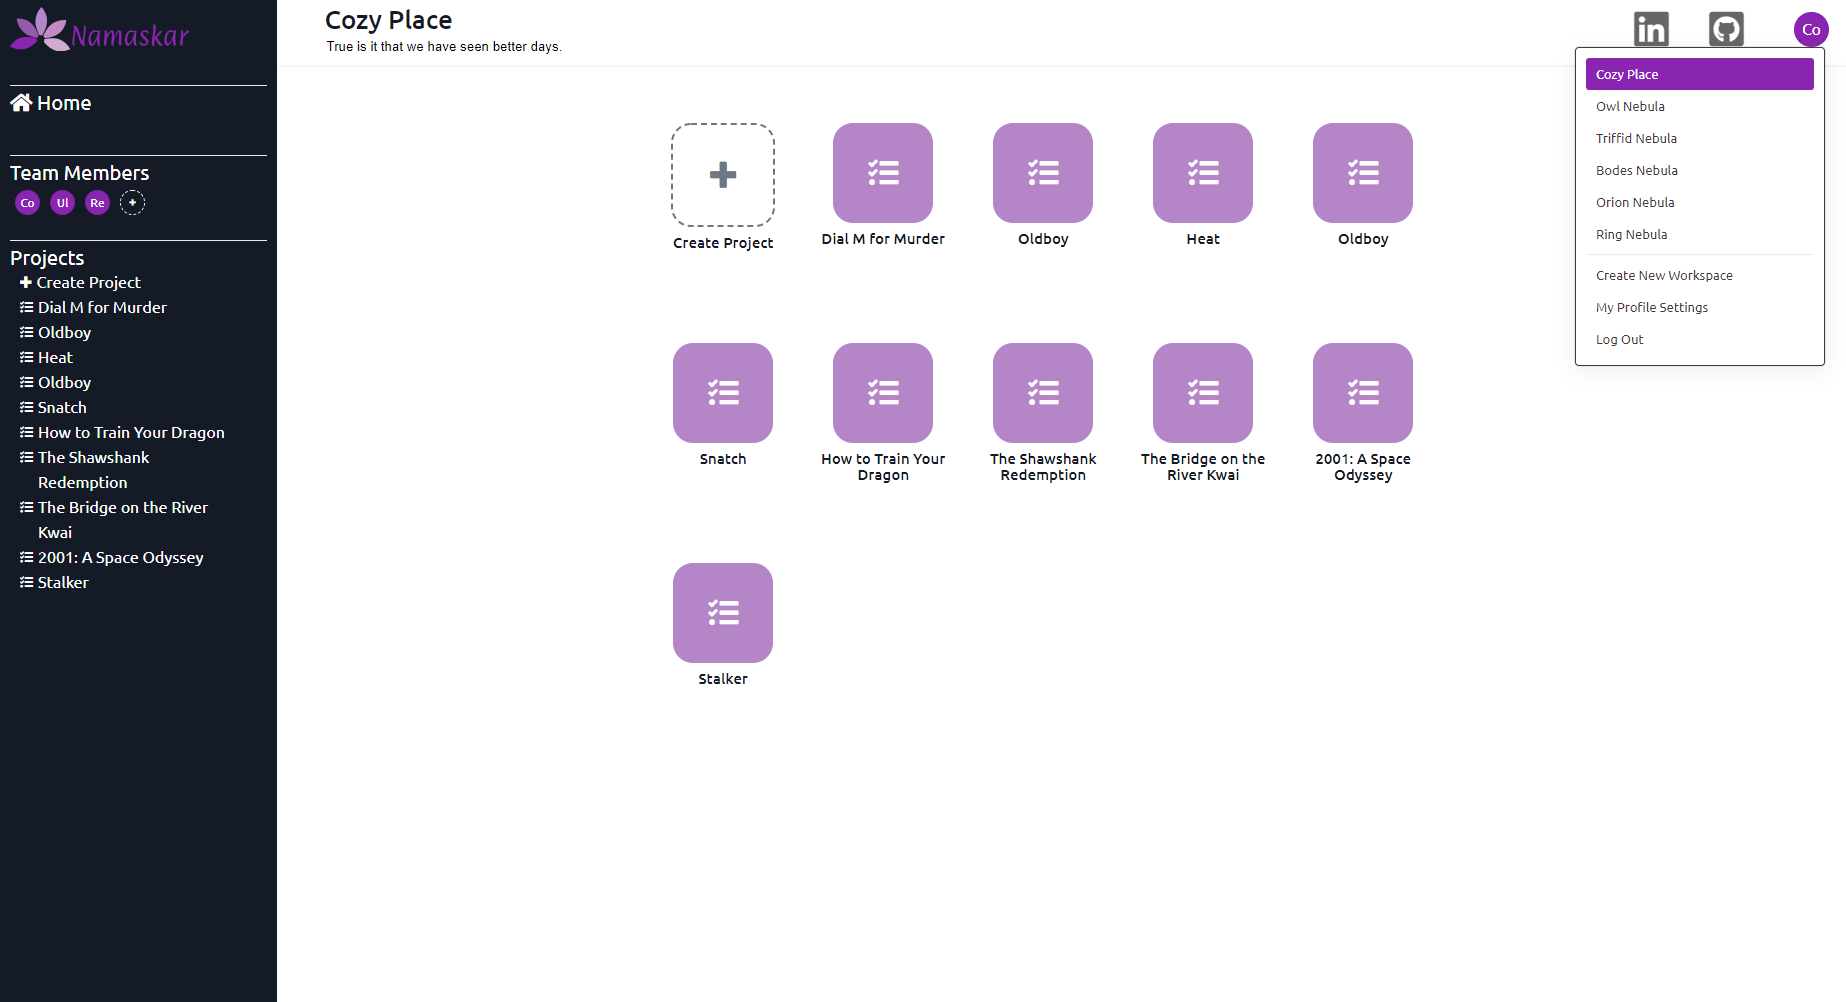 Namaskar
Home
Team Members
Co Ul Re
Projects
Create Project
Dial M for Murder
Oldboy
Heat
Oldboy
Snatch
How to Train Your Dragon
The Shawshank
Redemption
The Bridge on the River
Kwai
2001: A Space Odyssey
Stalker
Cozy Place
True is it that we have seen better days.
in
Co
Cozy Place
Owl Nebula
Triffid Nebula
Bodes Nebula
Orion Nebula
Ring Nebula
Create New Workspace
My Profile Settings
Log Out
Create Project
Dial M for Murder
Oldboy
Heat
Oldboy
Snatch
How to Train Your
Dragon
The Shawshank
Redemption
The Bridge on the
River Kwai
2001: A Space
Odyssey
Stalker